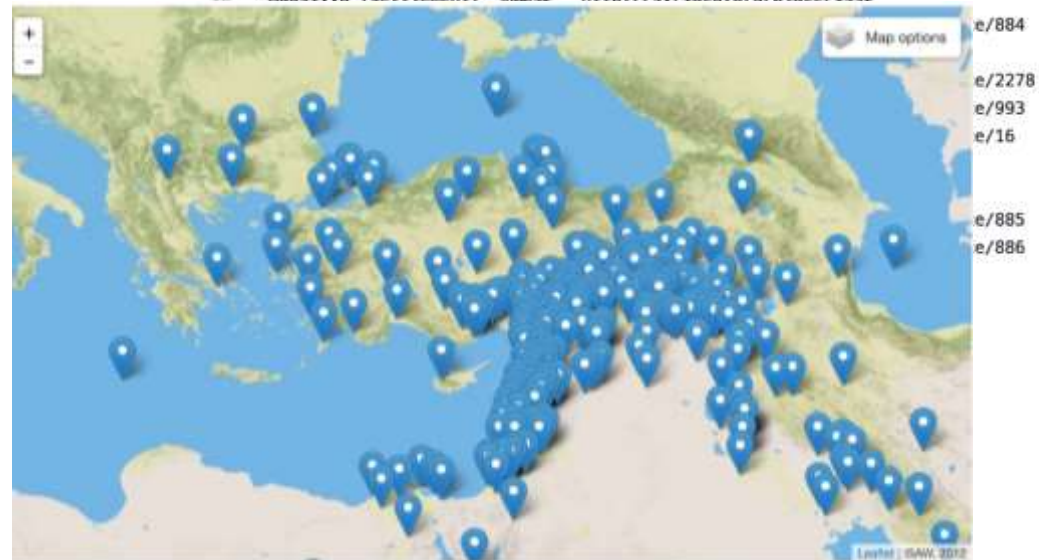 +
−
Map options
e/884
e/2278
e/993
e/16
e/885
e/886
Leaflet | ISAW, 2012